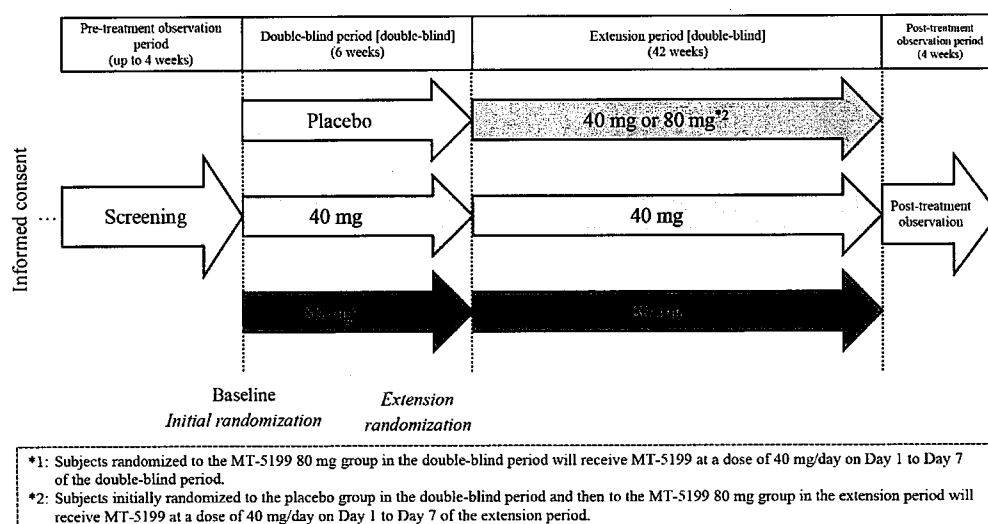 Pre-treatment observation
period
(up to 4 weeks)
Double-blind period [double-blind]
(6 weeks)
Extension period [double-blind]
(42 weeks)
Post-treatment
observation period
(4 weeks)
Informed consent
Placebo
40 mg or 80 mg*2
...
Screening
40 mg
40 mg
Post-treatment
observation
Baseline
Initial randomization
Extension
randomization
*1: Subjects randomized to the MT-5199 80 mg group in the double-blind period will receive MT-5199 at a dose of 40 mg/day on Day 1 to Day 7
of the double-blind period.
*2: Subjects initially randomized to the placebo group in the double-blind period and then to the MT-5199 80 mg group in the extension period will
receive MT-5199 at a dose of 40 mg/day on Day 1 to Day 7 of the extension period.